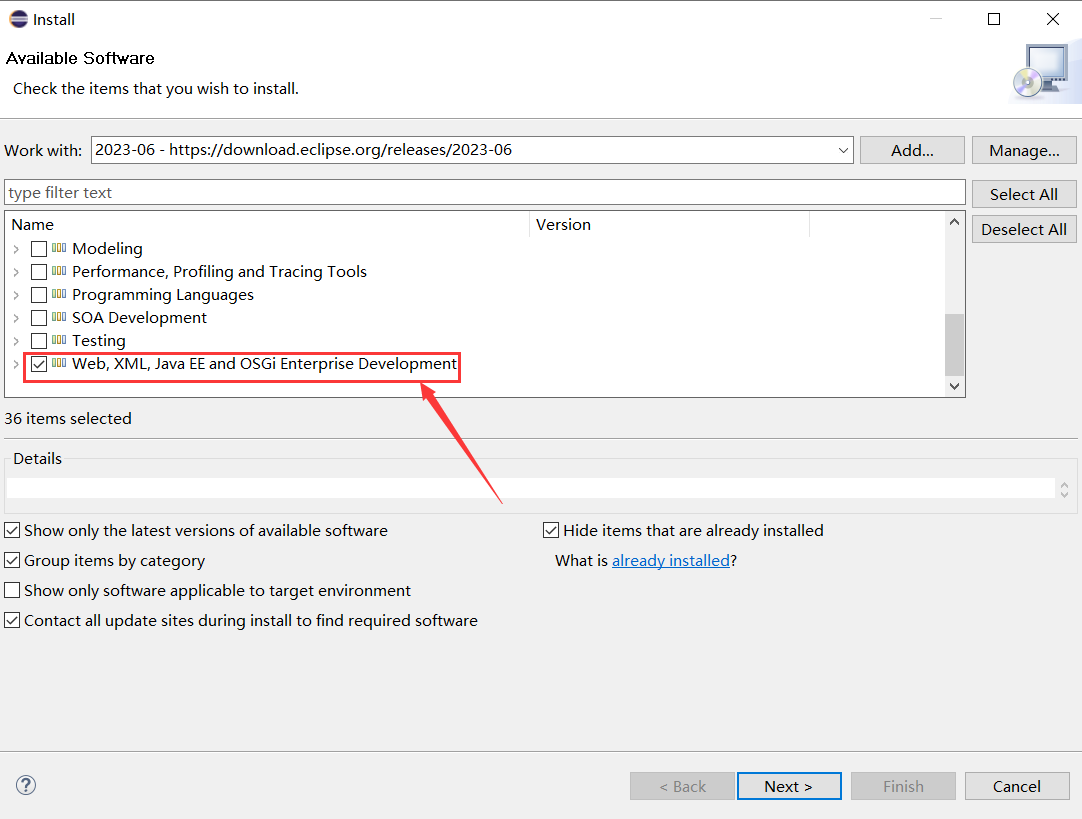 Install
Available Software
Check the items that you wish to install.
Work with: 2023-06 - https://download.eclipse.org/releases/2023-06 Add... Manage...
type filter text Select All
Name Version Deselect All
Modeling
Performance, Profiling and Tracing Tools
Programming Languages
SOA Development
Testing
Web, XML, Java EE and OSGi Enterprise Development
36 items selected
Details
Show only the latest versions of available software Hide items that are already installed
Group items by category What is already installed?
Show only software applicable to target environment
Contact all update sites during install to find required software
? < Back Next > Finish Cancel